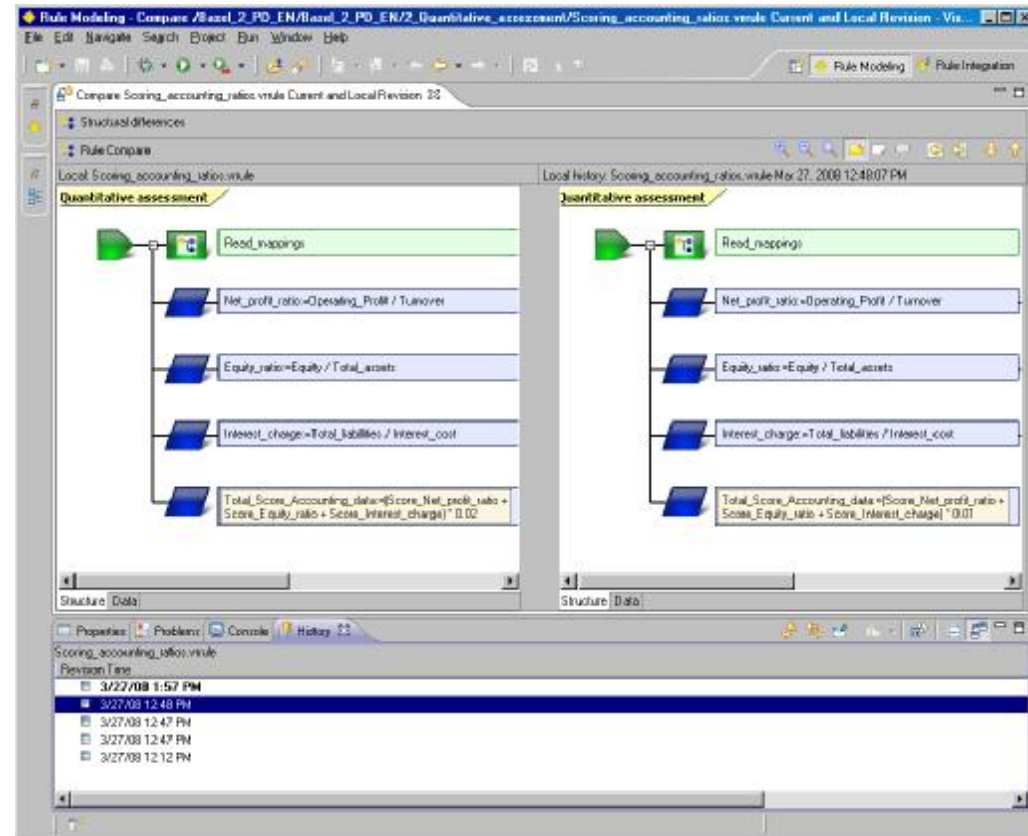 Rule Modeling - Compare /Basel_2_PD_EN/Basel_2_PD_EN/2_Quantitative_assessment/Scoring_accounting_ratios.vrule Current and Local Revision - Vis...
File Edit Navigate Search Project Run Window Help
Rule Modeling Rule Integration
Compare Scoring_accounting_ratios.vrule Current and Local Revision
Structural differences
Rule Compare
Local: Scoring_accounting_ratios.vrule
Local history: Scoring_accounting_ratios.vrule Mar 27, 2008 12:48:07 PM
Quantitative assessment
Read_mappings
Net_profit_ratio:=Operating_Profit / Turnover
Equity_ratio:=Equity / Total_assets
Interest_charge:=Total_liabilities / Interest_cost
Total_Score_Accounting_data:=(Score_Net_profit_ratio +
Score_Equity_ratio + Score_Interest_charge) * 0.02
Structure Data
Quantitative assessment
Read_mappings
Net_profit_ratio:=Operating_Profit / Turnover
Equity_ratio:=Equity / Total_assets
Interest_charge:=Total_liabilities / Interest_cost
Total_Score_Accounting_data:=(Score_Net_profit_ratio +
Score_Equity_ratio + Score_Interest_charge) * 0.01
Structure Data
Properties Problems Console History
Scoring_accounting_ratios.vrule
Revision Time
3/27/08 1:57 PM
3/27/08 12:48 PM
3/27/08 12:47 PM
3/27/08 12:47 PM
3/27/08 12:12 PM